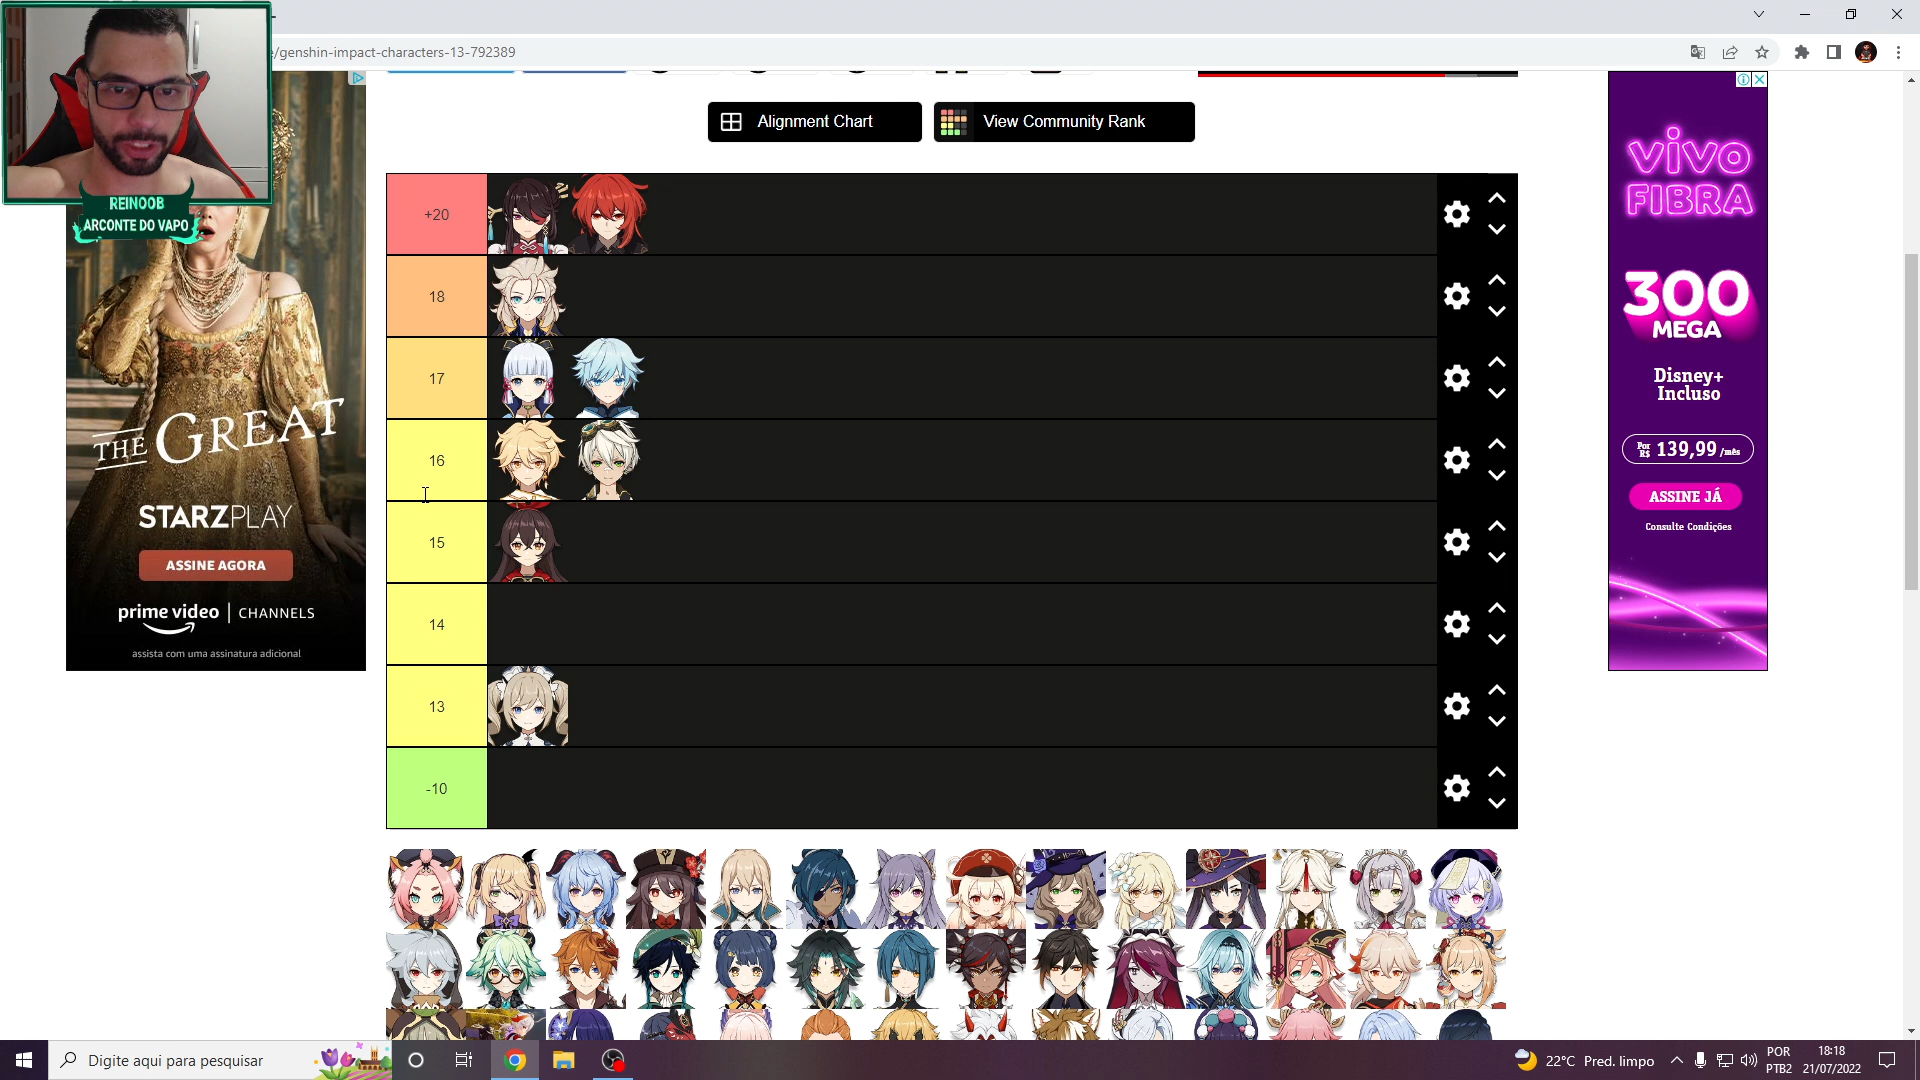 /genshin-impact-characters-13-792389
REINOOB
ARCONTE DO VAPO
Alignment Chart
View Community Rank
+20
18
17
16
15
14
13
-10
THE GREAT
STARZPLAY
ASSINE AGORA
prime video | CHANNELS
assista com uma assinatura adicional
vivo
FIBRA
300
MEGA
Disney+
Incluso
Por R$ 139,99 /mês
ASSINE JÁ
Consulte Condições
Digite aqui para pesquisar
22°C Pred. limpo
POR
PTB2
18:18
21/07/2022